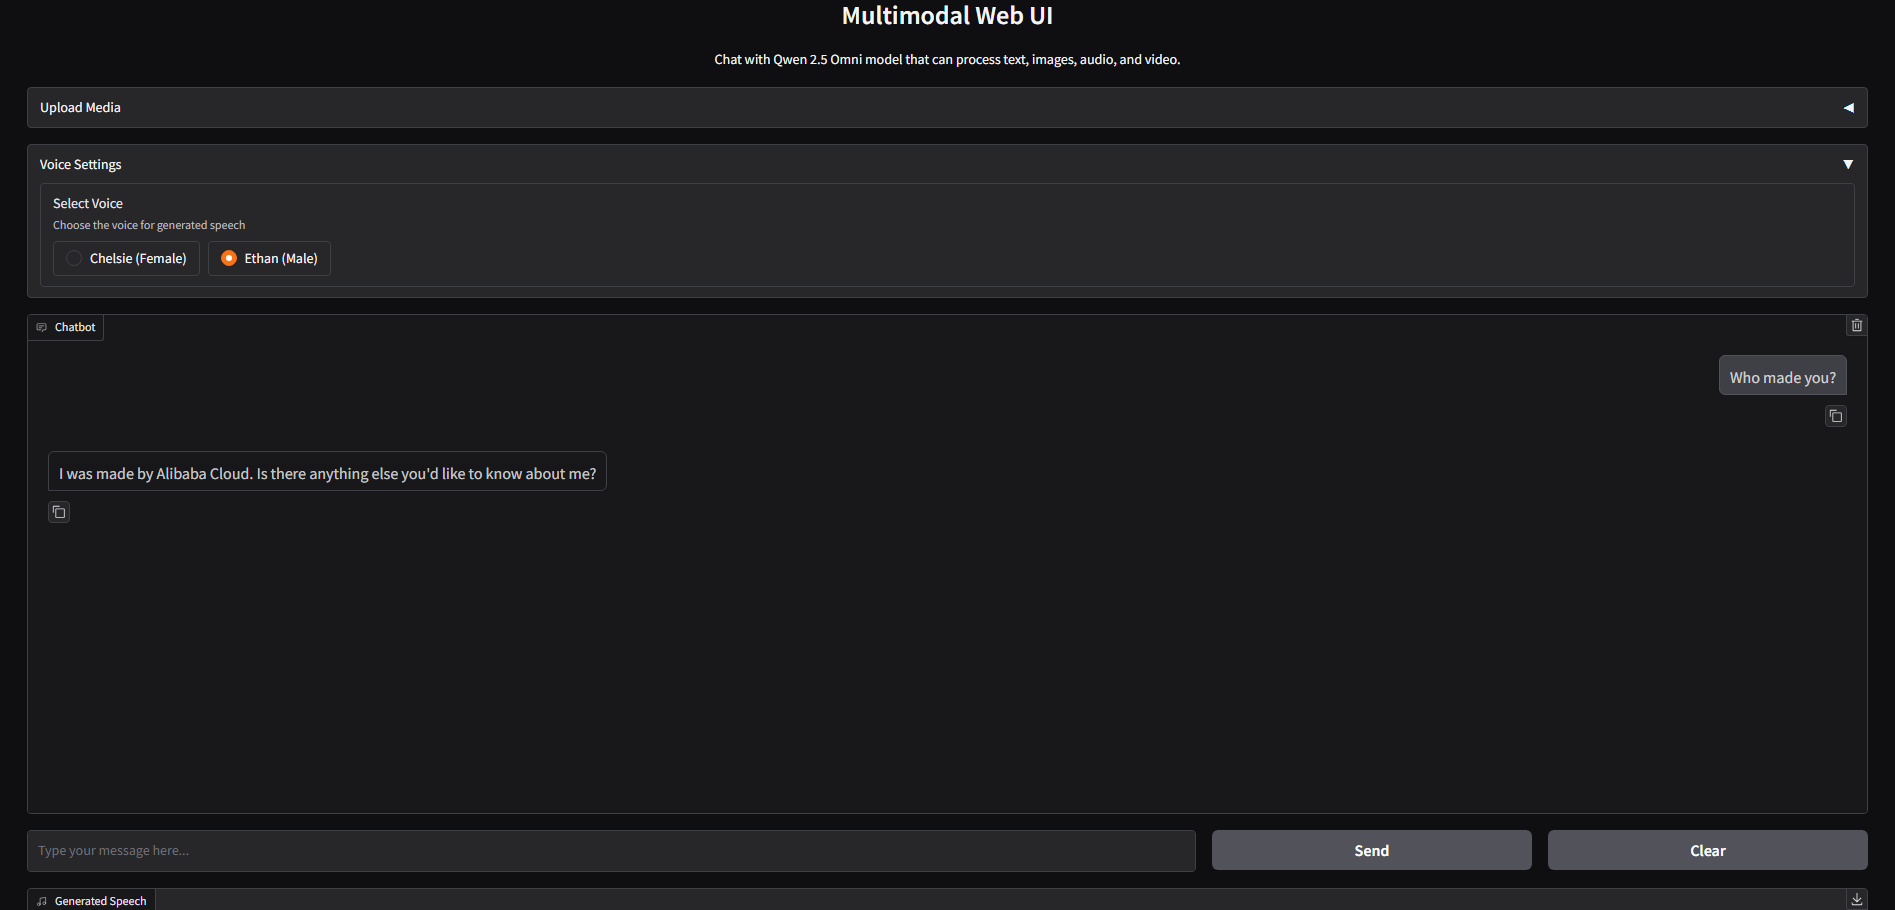 Multimodal Web UI
Chat with Qwen 2.5 Omni model that can process text, images, audio, and video.
Upload Media
Voice Settings
Select Voice
Choose the voice for generated speech
Chelsie (Female) Ethan (Male)
Chatbot
Who made you?
I was made by Alibaba Cloud. Is there anything else you'd like to know about me?
Type your message here... Send Clear
Generated Speech